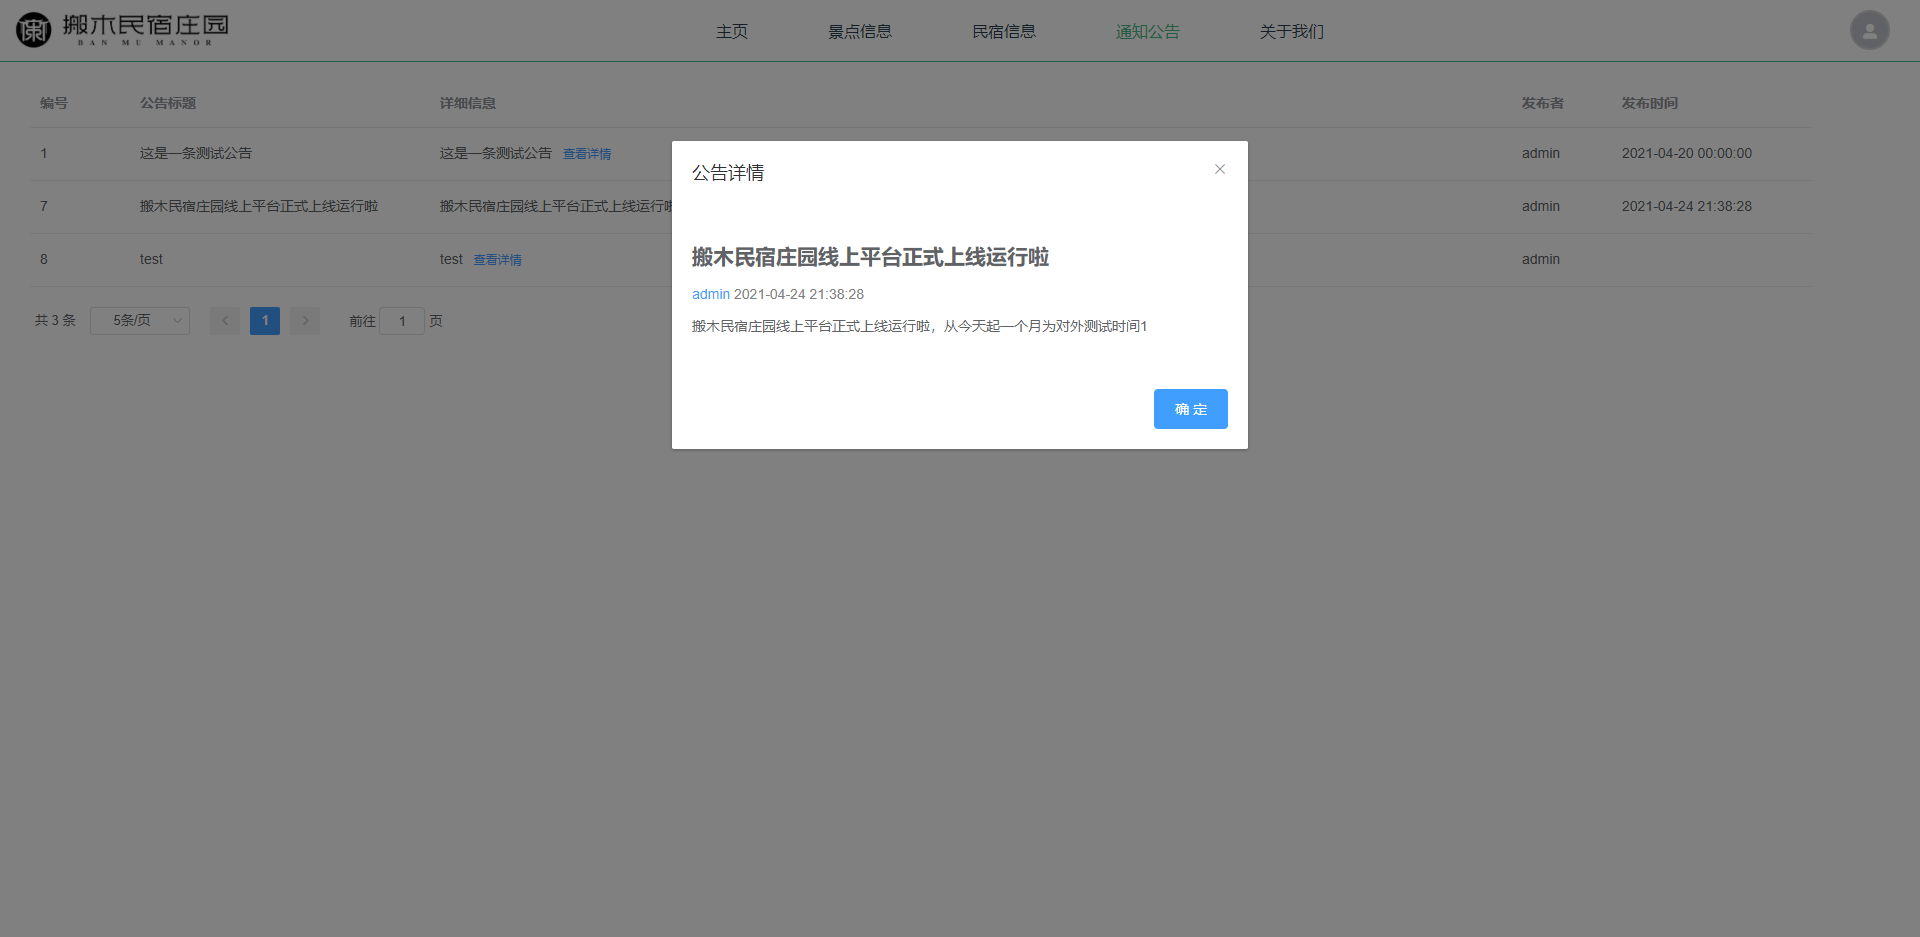 搬木民宿庄园
BAN MU MANOR
主页 景点信息 民宿信息 通知公告 关于我们
编号 公告标题 详细信息 发布者 发布时间
1 这是一条测试公告 这是一条测试公告 查看详情 admin 2021-04-20 00:00:00
7 搬木民宿庄园线上平台正式上线运行啦 搬木民宿庄园线上平台正式上线运行 admin 2021-04-24 21:38:28
8 test test 查看详情 admin
共 3 条 5条/页 1 前往 1 页
公告详情
搬木民宿庄园线上平台正式上线运行啦
admin 2021-04-24 21:38:28
搬木民宿庄园线上平台正式上线运行啦，从今天起一个月为对外测试时间1
确 定